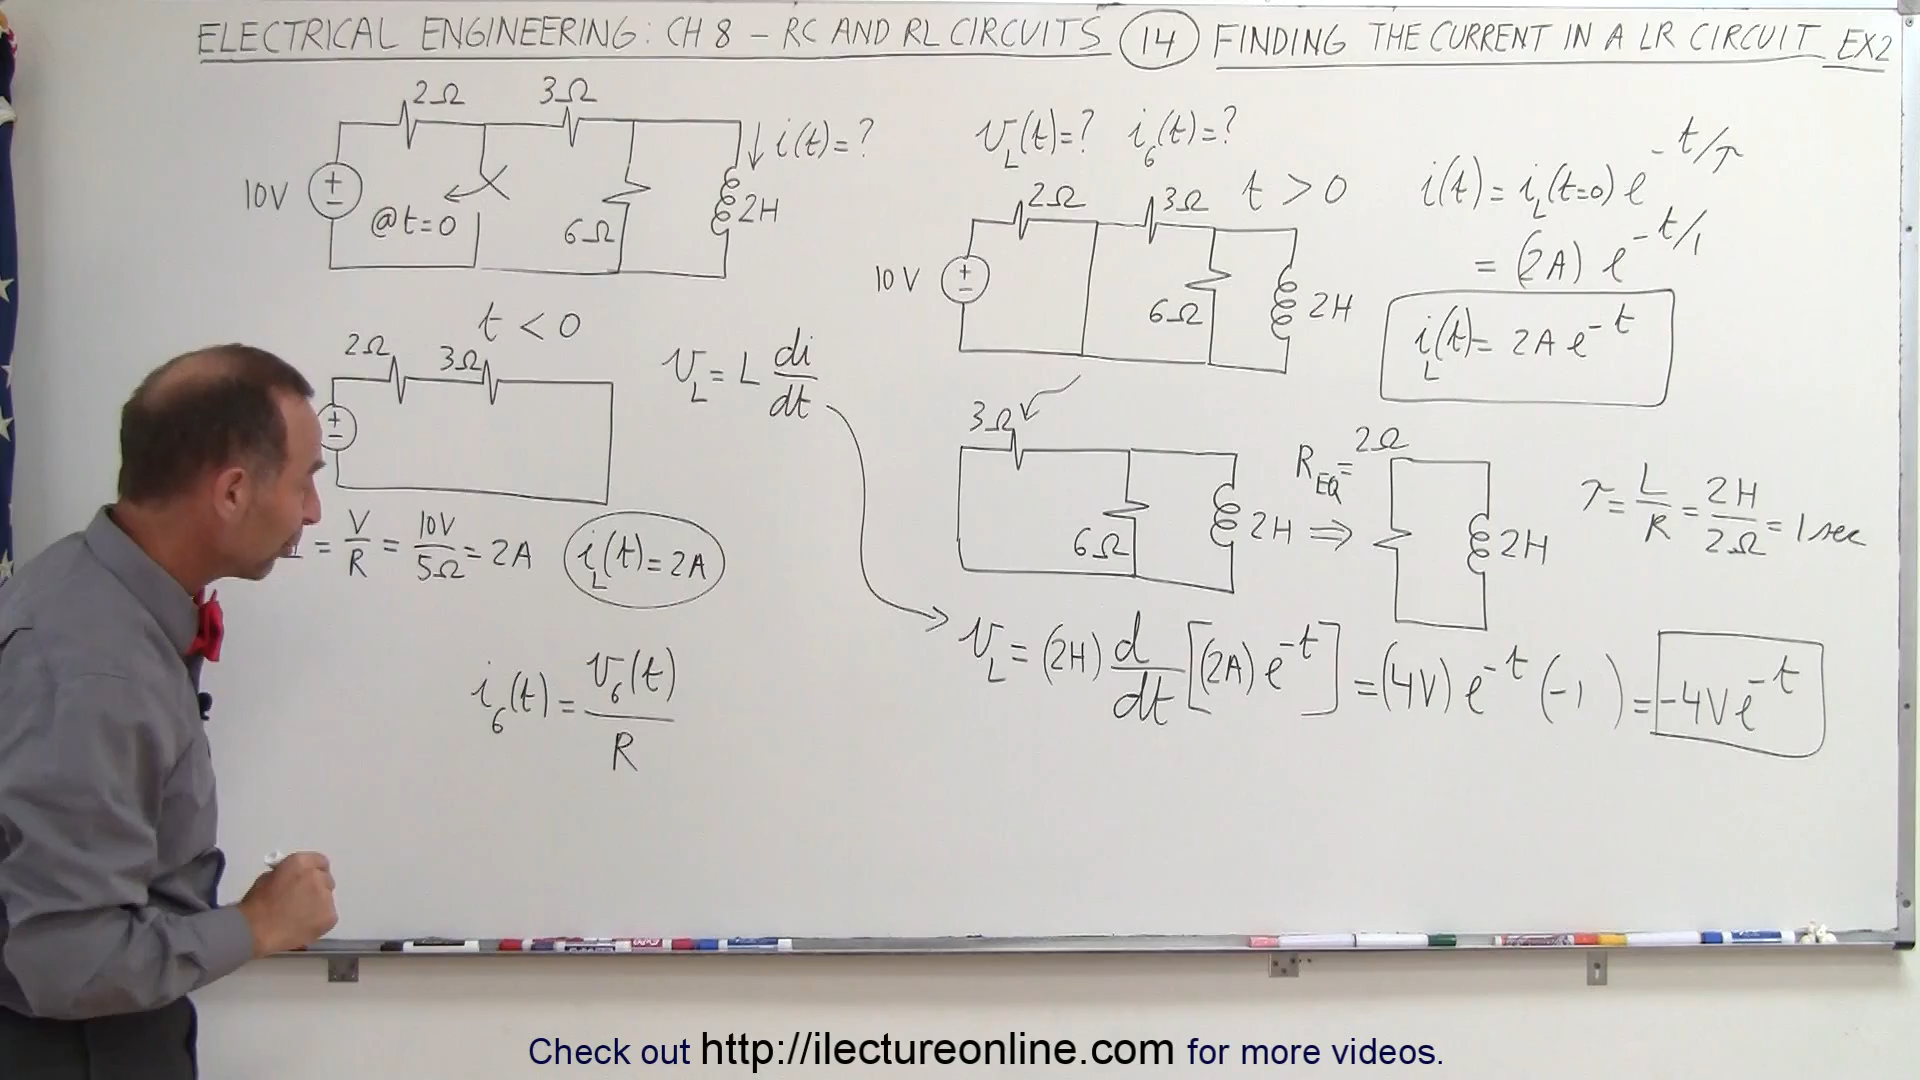 ELECTRICAL ENGINEERING: CH 8 – RC AND RL CIRCUITS 14 FINDING THE CURRENT IN A LR CIRCUIT EX2
2Ω 3Ω
10V + − @t=0 6Ω 2H i(t)=?
t < 0
2Ω 3Ω
+ −
= V/R = 10V/5Ω = 2A
i_L(t)=2A
v_L = L di/dt
i_6(t) = v_6(t)/R
v_L(t)=? i_6(t)=?
t > 0
2Ω 3Ω
10V + − 6Ω 2H
i(t) = i_L(t=0) e^(-t/τ)
= (2A) e^(-t/1)
i_L(t) = 2A e^(-t)
3Ω
6Ω 2H ⇒
R_EQ = 2Ω
2H
τ = L/R = 2H/2Ω = 1 sec
v_L = (2H) d/dt [(2A) e^(-t)] = (4V) e^(-t) (-1) = -4V e^(-t)
Check out http://ilectureonline.com for more videos.